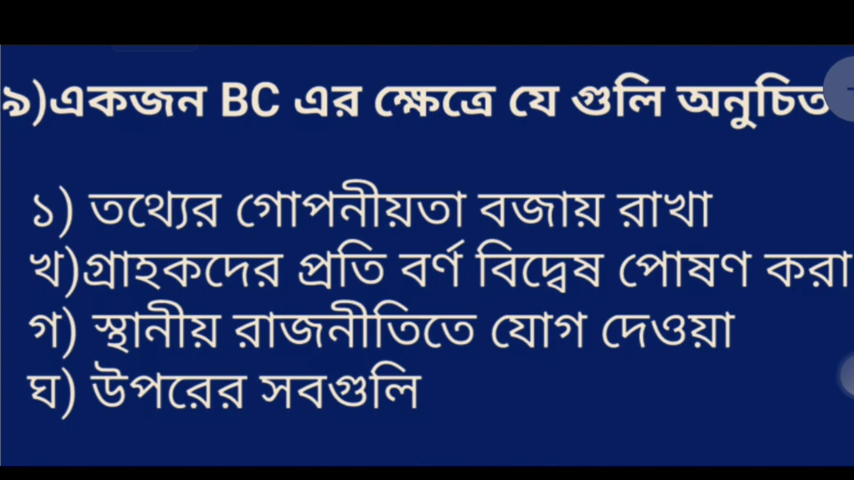 ৯)একজন BC এর ক্ষেত্রে যে গুলি অনুচিত
১) তথ্যের গোপনীয়তা বজায় রাখা
খ)গ্রাহকদের প্রতি বর্ণ বিদ্বেষ পোষণ করা
গ) স্থানীয় রাজনীতিতে যোগ দেওয়া
ঘ) উপরের সবগুলি